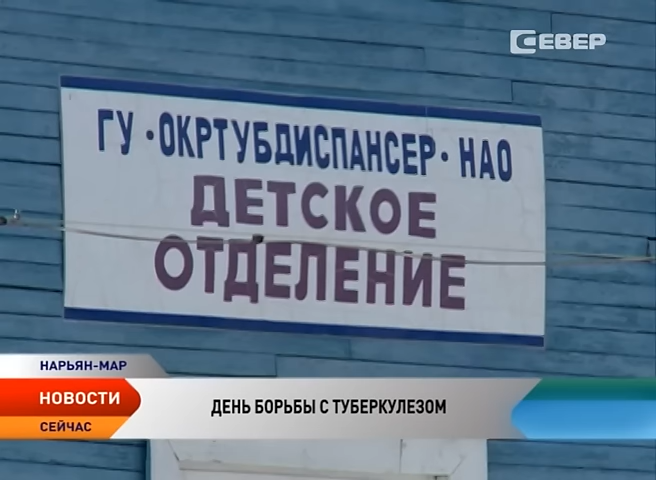 СЕВЕР
ГУ · ОКРТУБДИСПАНСЕР · НАО
ДЕТСКОЕ
ОТДЕЛЕНИЕ
НАРЬЯН-МАР
НОВОСТИ
ДЕНЬ БОРЬБЫ С ТУБЕРКУЛЕЗОМ
СЕЙЧАС